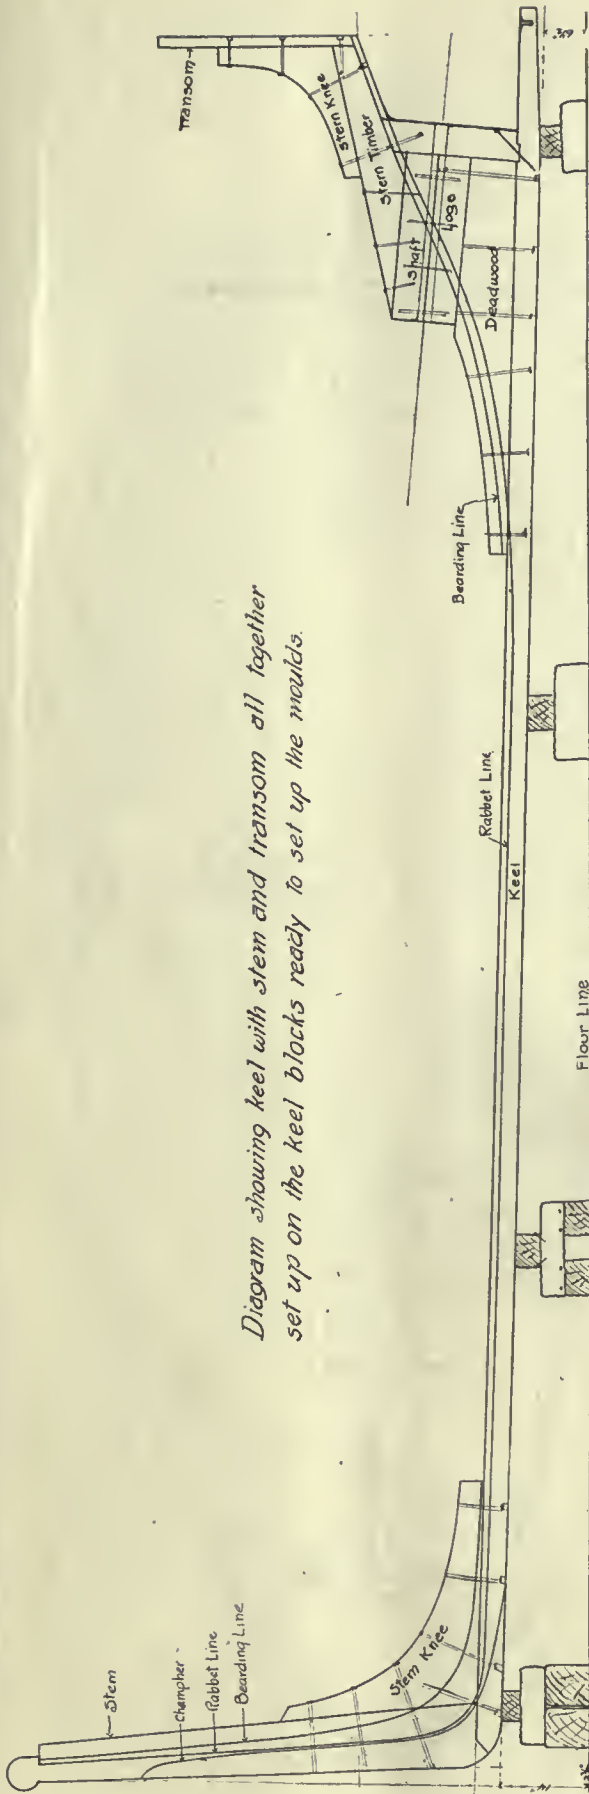 Diagram showing keel with stem and transom all together
set up on the keel blocks ready to set up the moulds.
Stem
Champher
Rabbet Line
Bearding Line
Stem Knee
Rabbet Line
Keel
Flour Line
Bearding Line
Deadwood
Shaft
Stern Timber
Stern Knee
Transom